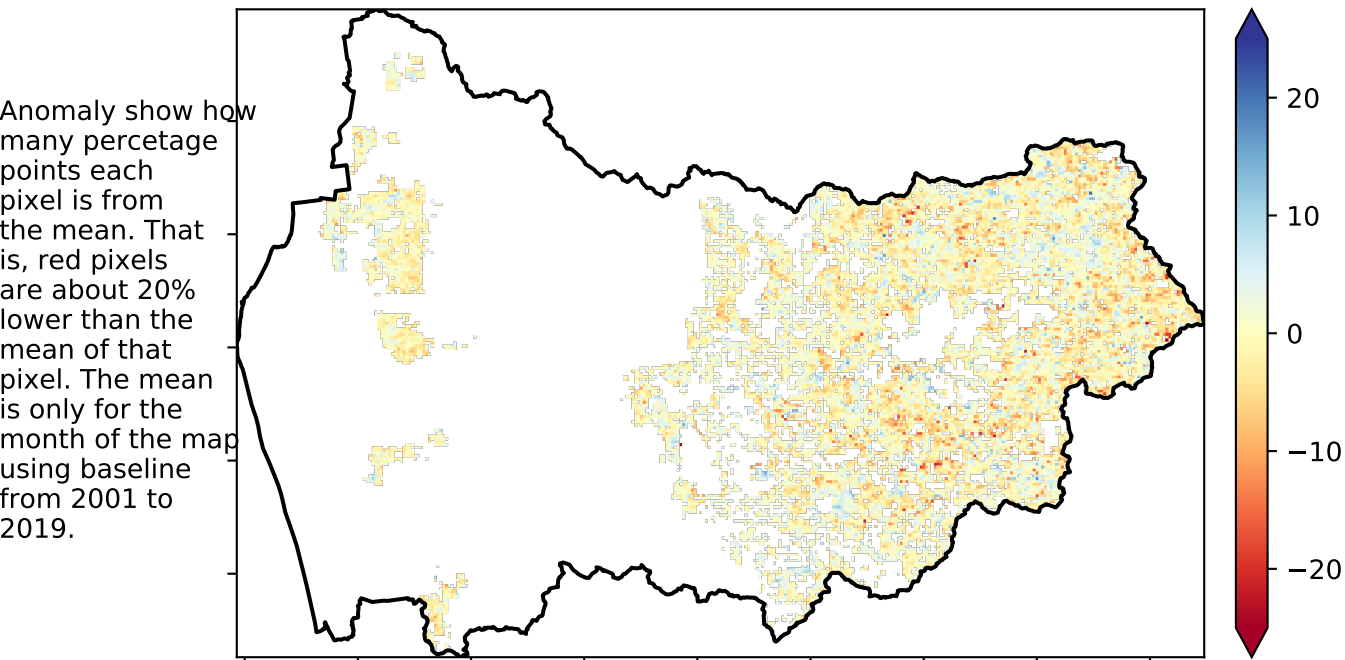 Anomaly show how
many percetage
points each
pixel is from
the mean. That
is, red pixels
are about 20%
lower than the
mean of that
pixel. The mean
is only for the
month of the map
using baseline
from 2001 to
2019.
20
10
0
−10
−20